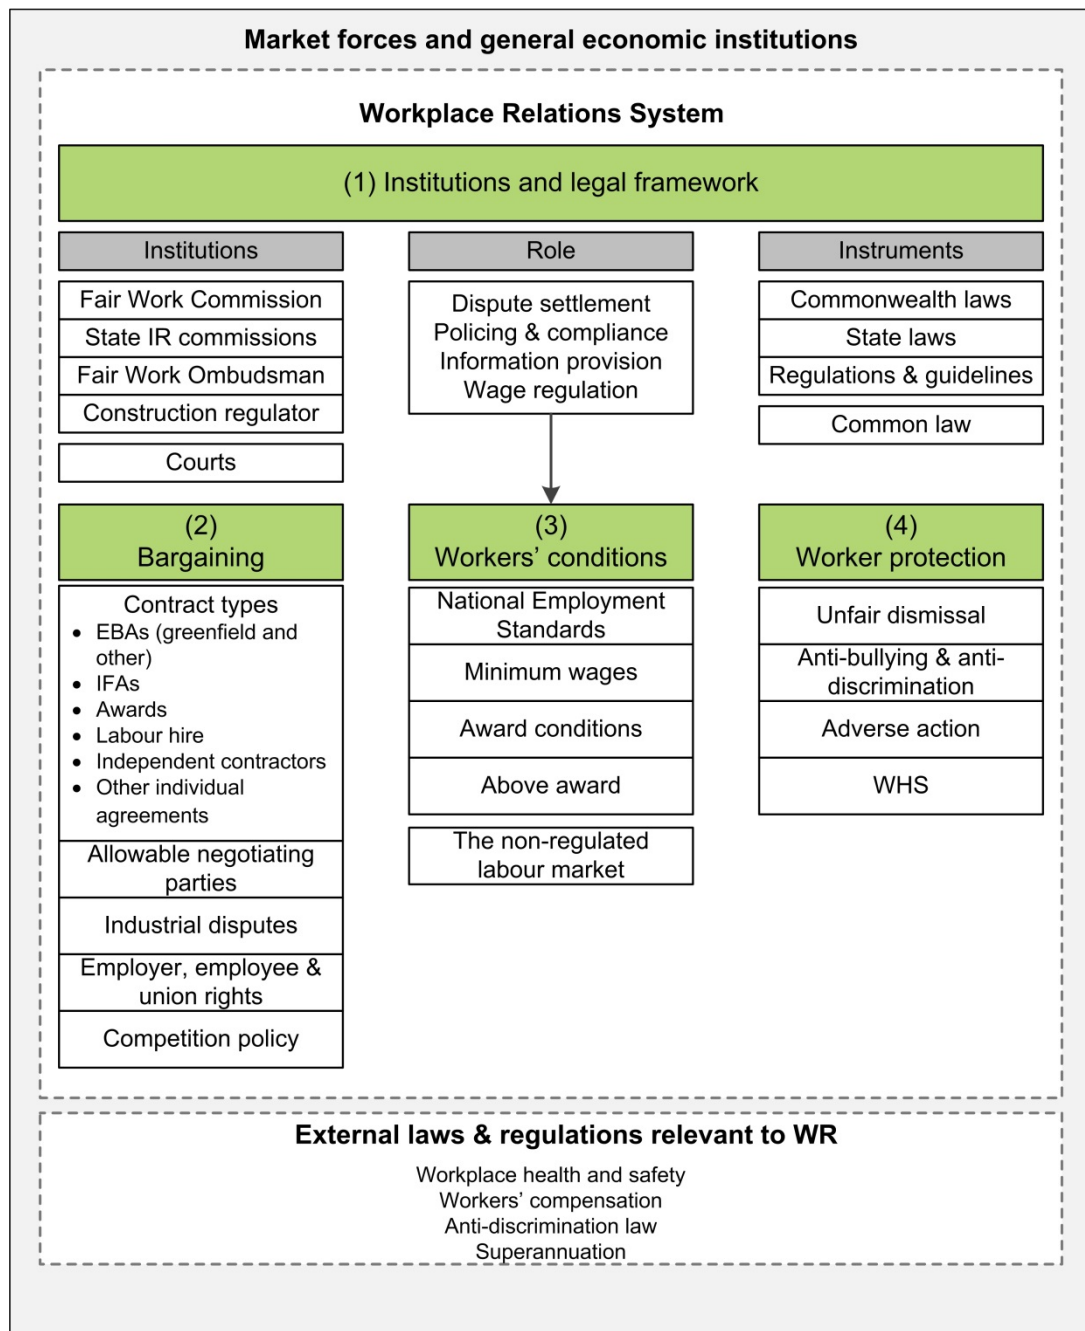 Market forces and general economic institutions
Workplace Relations System
(1) Institutions and legal framework
Institutions
Fair Work Commission
State IR commissions
Fair Work Ombudsman
Construction regulator
Courts
Role
Dispute settlement
Policing & compliance
Information provision
Wage regulation
Instruments
Commonwealth laws
State laws
Regulations & guidelines
Common law
(2)
Bargaining
Contract types
• EBAs (greenfield and
other)
• IFAs
• Awards
• Labour hire
• Independent contractors
• Other individual
agreements
Allowable negotiating
parties
Industrial disputes
Employer, employee &
union rights
Competition policy
(3)
Workers’ conditions
National Employment
Standards
Minimum wages
Award conditions
Above award
The non-regulated
labour market
(4)
Worker protection
Unfair dismissal
Anti-bullying & anti-
discrimination
Adverse action
WHS
External laws & regulations relevant to WR
Workplace health and safety
Workers’ compensation
Anti-discrimination law
Superannuation